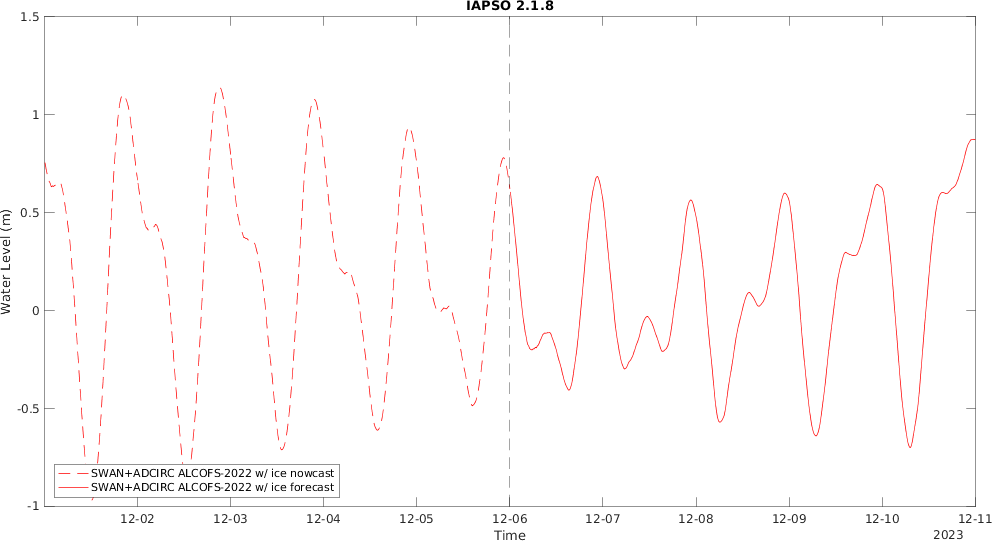 IAPSO 2.1.8
1.5
1
0.5
0
-0.5
-1
Water Level (m)
SWAN+ADCIRC ALCOFS-2022 w/ ice nowcast
SWAN+ADCIRC ALCOFS-2022 w/ ice forecast
12-02 12-03 12-04 12-05 12-06 12-07 12-08 12-09 12-10 12-11
Time
2023